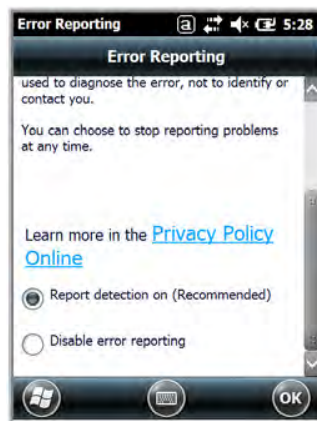 Error Reporting a 5:28
Error Reporting
used to diagnose the error, not to identify or
contact you.
You can choose to stop reporting problems
at any time.
Learn more in the Privacy Policy
Online
Report detection on (Recommended)
Disable error reporting
OK